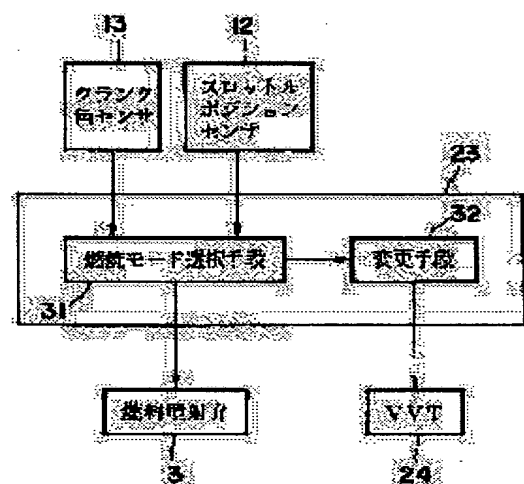 13
12
クランク
角センサ
スロットル
ポジション
センサ
23
32
燃焼モード選択手段
変更手段
31
燃料噴射弁
VVT
3
24